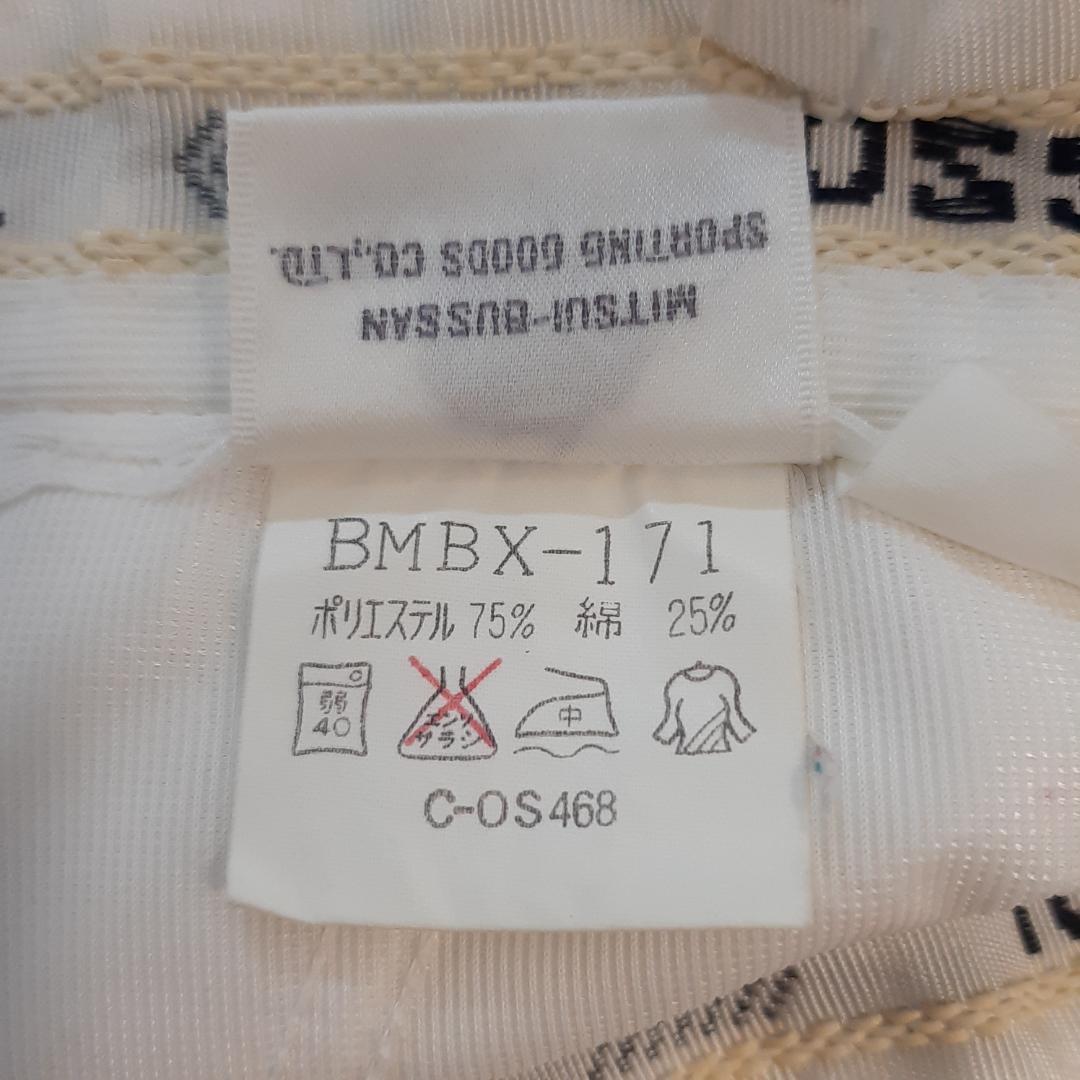 MITSUI-BUSSAN
SPORTING GOODS CO.,LTD.
BMBX-171
ポリエステル 75% 綿 25%
弱
40
エンソ
サラシ
中
C-OS468